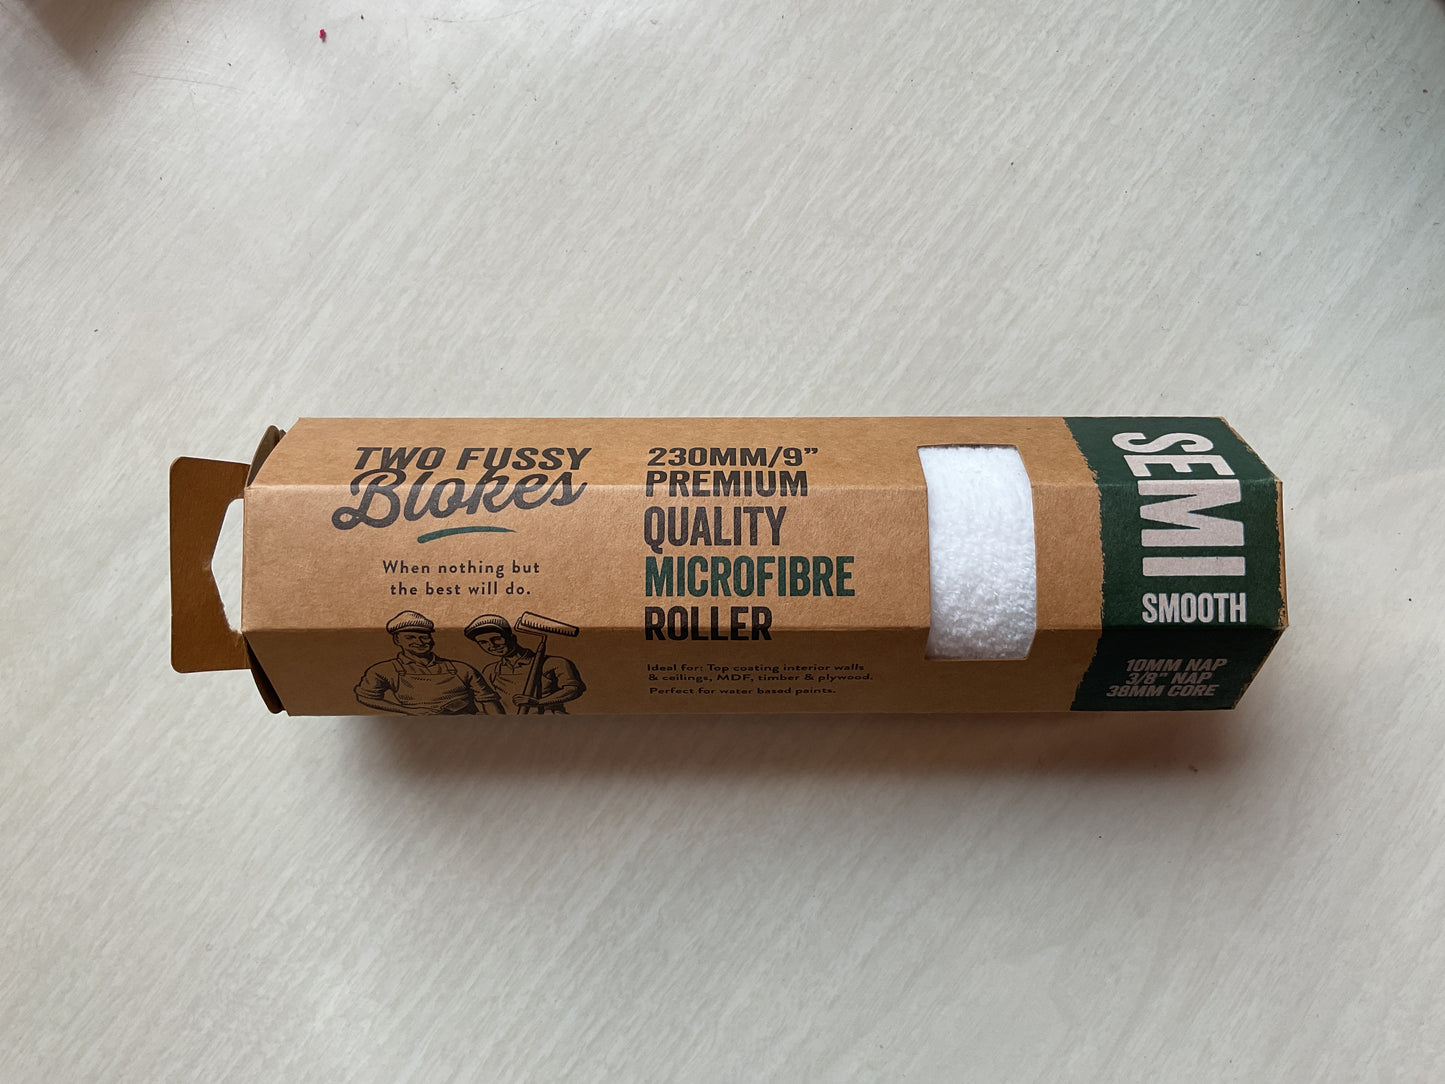 TWO FUSSY
Blokes
When nothing but
the best will do.
230MM/9”
PREMIUM
QUALITY
MICROFIBRE
ROLLER
Ideal for: Top coating interior walls
& ceilings, MDF, timber & plywood.
Perfect for water based paints.
SEMI
SMOOTH
10MM NAP
3/8" NAP
38MM CORE